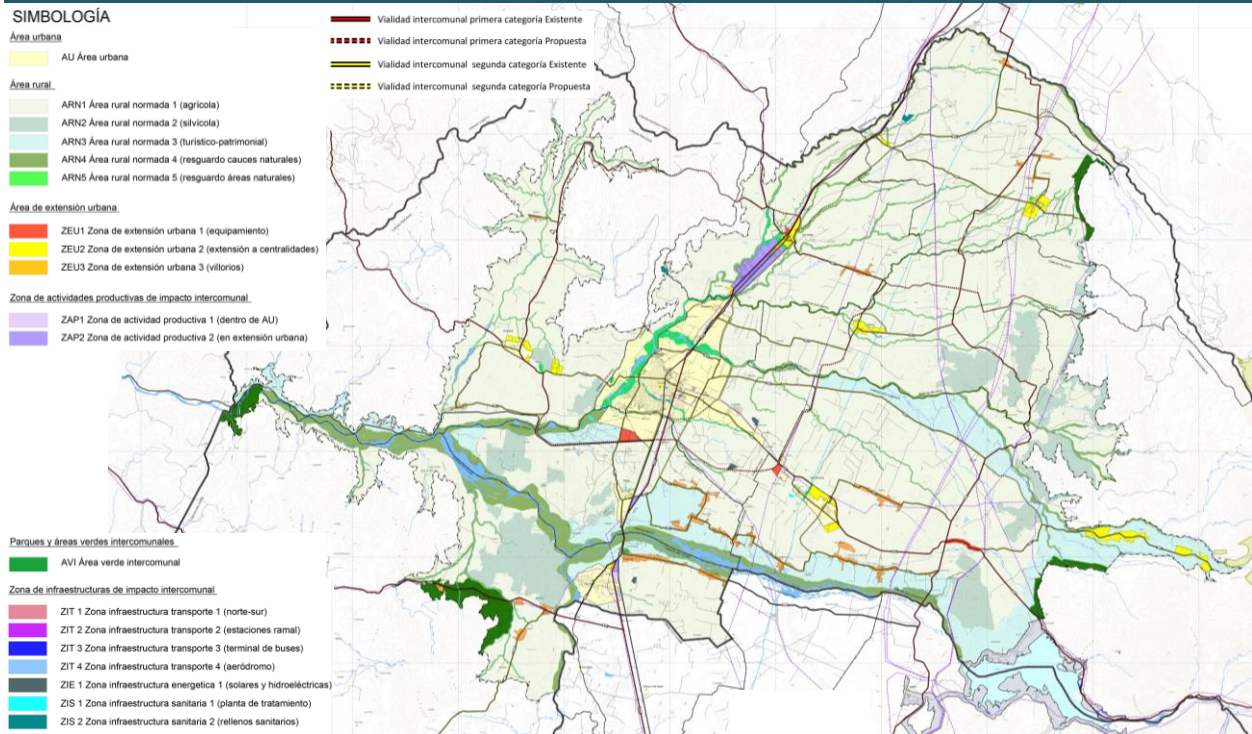 SIMBOLOGÍA
Área urbana
AU Área urbana
Área rural
ARN1 Área rural normada 1 (agrícola)
ARN2 Área rural normada 2 (silvícola)
ARN3 Área rural normada 3 (turístico-patrimonial)
ARN4 Área rural normada 4 (resguardo cauces naturales)
ARN5 Área rural normada 5 (resguardo áreas naturales)
Área de extensión urbana
ZEU1 Zona de extensión urbana 1 (equipamiento)
ZEU2 Zona de extensión urbana 2 (extensión a centralidades)
ZEU3 Zona de extensión urbana 3 (villorios)
Zona de actividades productivas de impacto intercomunal
ZAP1 Zona de actividad productiva 1 (dentro de AU)
ZAP2 Zona de actividad productiva 2 (en extensión urbana)
Parques y áreas verdes intercomunales
AVI Área verde intercomunal
Zona de infraestructuras de impacto intercomunal
ZIT 1 Zona infraestructura transporte 1 (norte-sur)
ZIT 2 Zona infraestructura transporte 2 (estaciones ramal)
ZIT 3 Zona infraestructura transporte 3 (terminal de buses)
ZIT 4 Zona infraestructura transporte 4 (aeródromo)
ZIE 1 Zona infraestructura energetica 1 (solares y hidroeléctricas)
ZIS 1 Zona infraestructura sanitaria 1 (planta de tratamiento)
ZIS 2 Zona infraestructura sanitaria 2 (rellenos sanitarios)
Vialidad intercomunal primera categoría Existente
Vialidad intercomunal primera categoría Propuesta
Vialidad intercomunal segunda categoría Existente
Vialidad intercomunal segunda categoría Propuesta